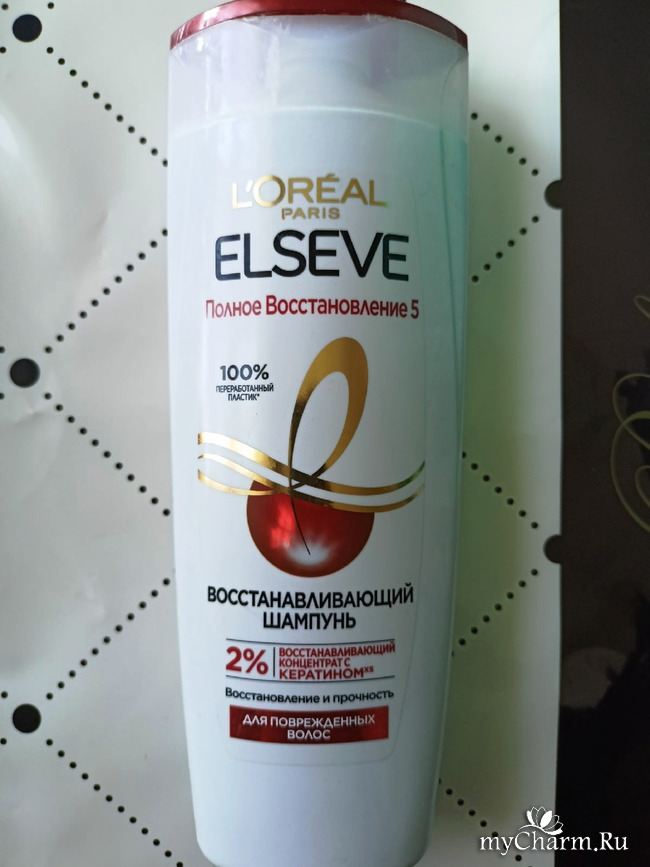 L'ORÉAL
PARIS
ELSEVE
Полное Восстановление 5
100%
ПЕРЕРАБОТАННЫЙ
ПЛАСТИК*
ВОССТАНАВЛИВАЮЩИЙ
ШАМПУНЬ
2%
ВОССТАНАВЛИВАЮЩИЙ
КОНЦЕНТРАТ С
КЕРАТИНОМxs
Восстановление и прочность
ДЛЯ ПОВРЕЖДЕННЫХ
ВОЛОС
myCharm.Ru